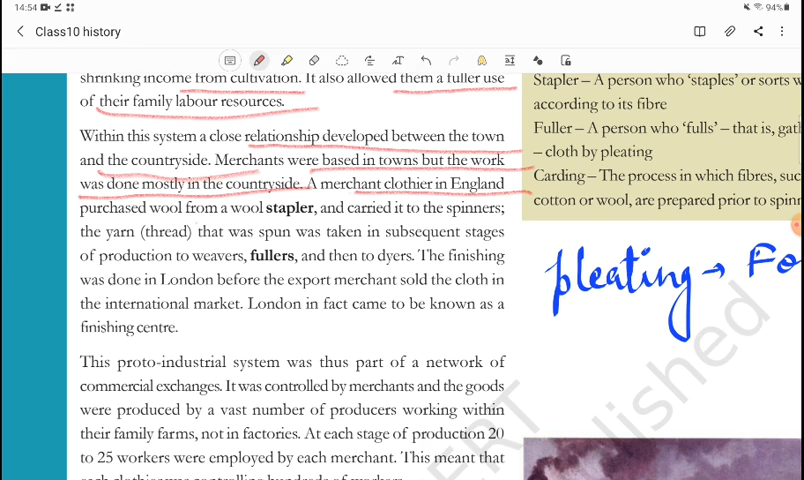 14:54
94%
Class10 history
shrinking income from cultivation. It also allowed them a fuller use
of their family labour resources.
Within this system a close relationship developed between the town
and the countryside. Merchants were based in towns but the work
was done mostly in the countryside. A merchant clothier in England
purchased wool from a wool stapler, and carried it to the spinners;
the yarn (thread) that was spun was taken in subsequent stages
of production to weavers, fullers, and then to dyers. The finishing
was done in London before the export merchant sold the cloth in
the international market. London in fact came to be known as a
finishing centre.
This proto-industrial system was thus part of a network of
commercial exchanges. It was controlled by merchants and the goods
were produced by a vast number of producers working within
their family farms, not in factories. At each stage of production 20
to 25 workers were employed by each merchant. This meant that
each clothier was controlling hundreds of workers.
Stapler – A person who ‘staples’ or sorts w
according to its fibre
Fuller – A person who ‘fulls’ – that is, gat
– cloth by pleating
Carding – The process in which fibres, suc
cotton or wool, are prepared prior to spinn
pleating → Fo